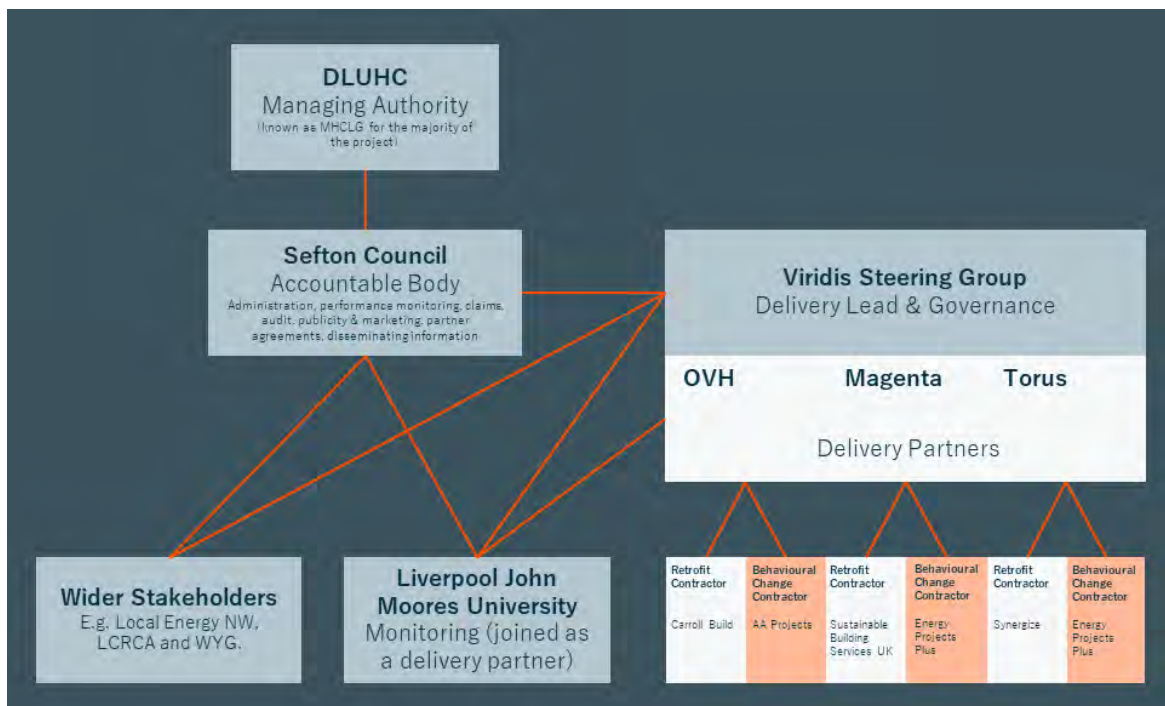 DLUHC
Managing Authority
(known as MHCLG for the majority of
the project)
Sefton Council
Accountable Body
Administration, performance monitoring, claims,
audit, publicity & marketing, partner
agreements, disseminating information
Viridis Steering Group
Delivery Lead & Governance
OVH
Magenta
Torus
Delivery Partners
Wider Stakeholders
E.g. Local Energy NW,
LCRCA and WYG.
Liverpool John
Moores University
Monitoring (joined as
a delivery partner)
Retrofit
Contractor
Carroll Build
Behavioural
Change
Contractor
AA Projects
Retrofit
Contractor
Sustainable
Building
Services UK
Behavioural
Change
Contractor
Energy
Projects
Plus
Retrofit
Contractor
Synergize
Behavioural
Change
Contractor
Energy
Projects
Plus